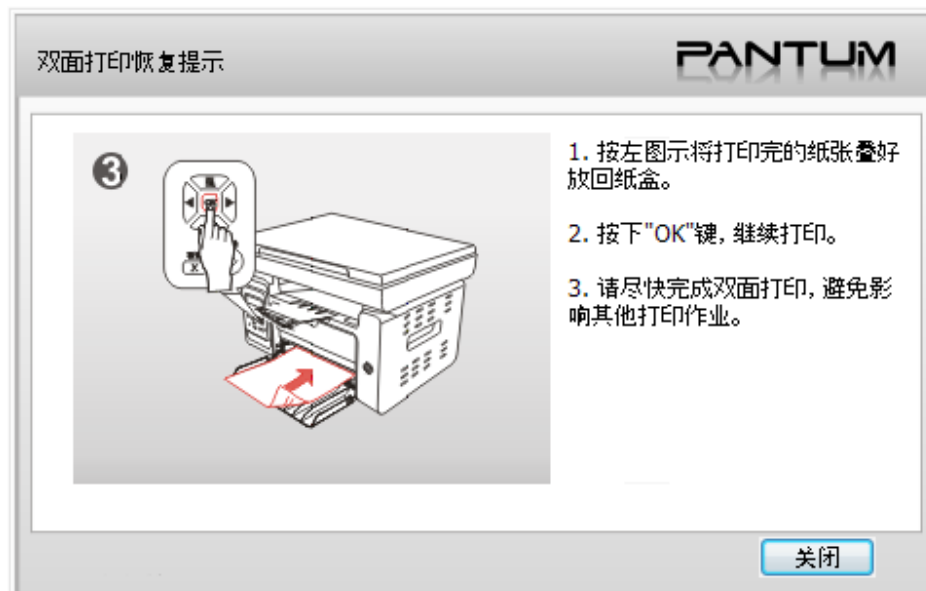 双面打印恢复提示
PANTUM
3
1. 按左图示将打印完的纸张叠好
放回纸盒。
2. 按下"OK"键, 继续打印。
3. 请尽快完成双面打印, 避免影
响其他打印作业。
关闭